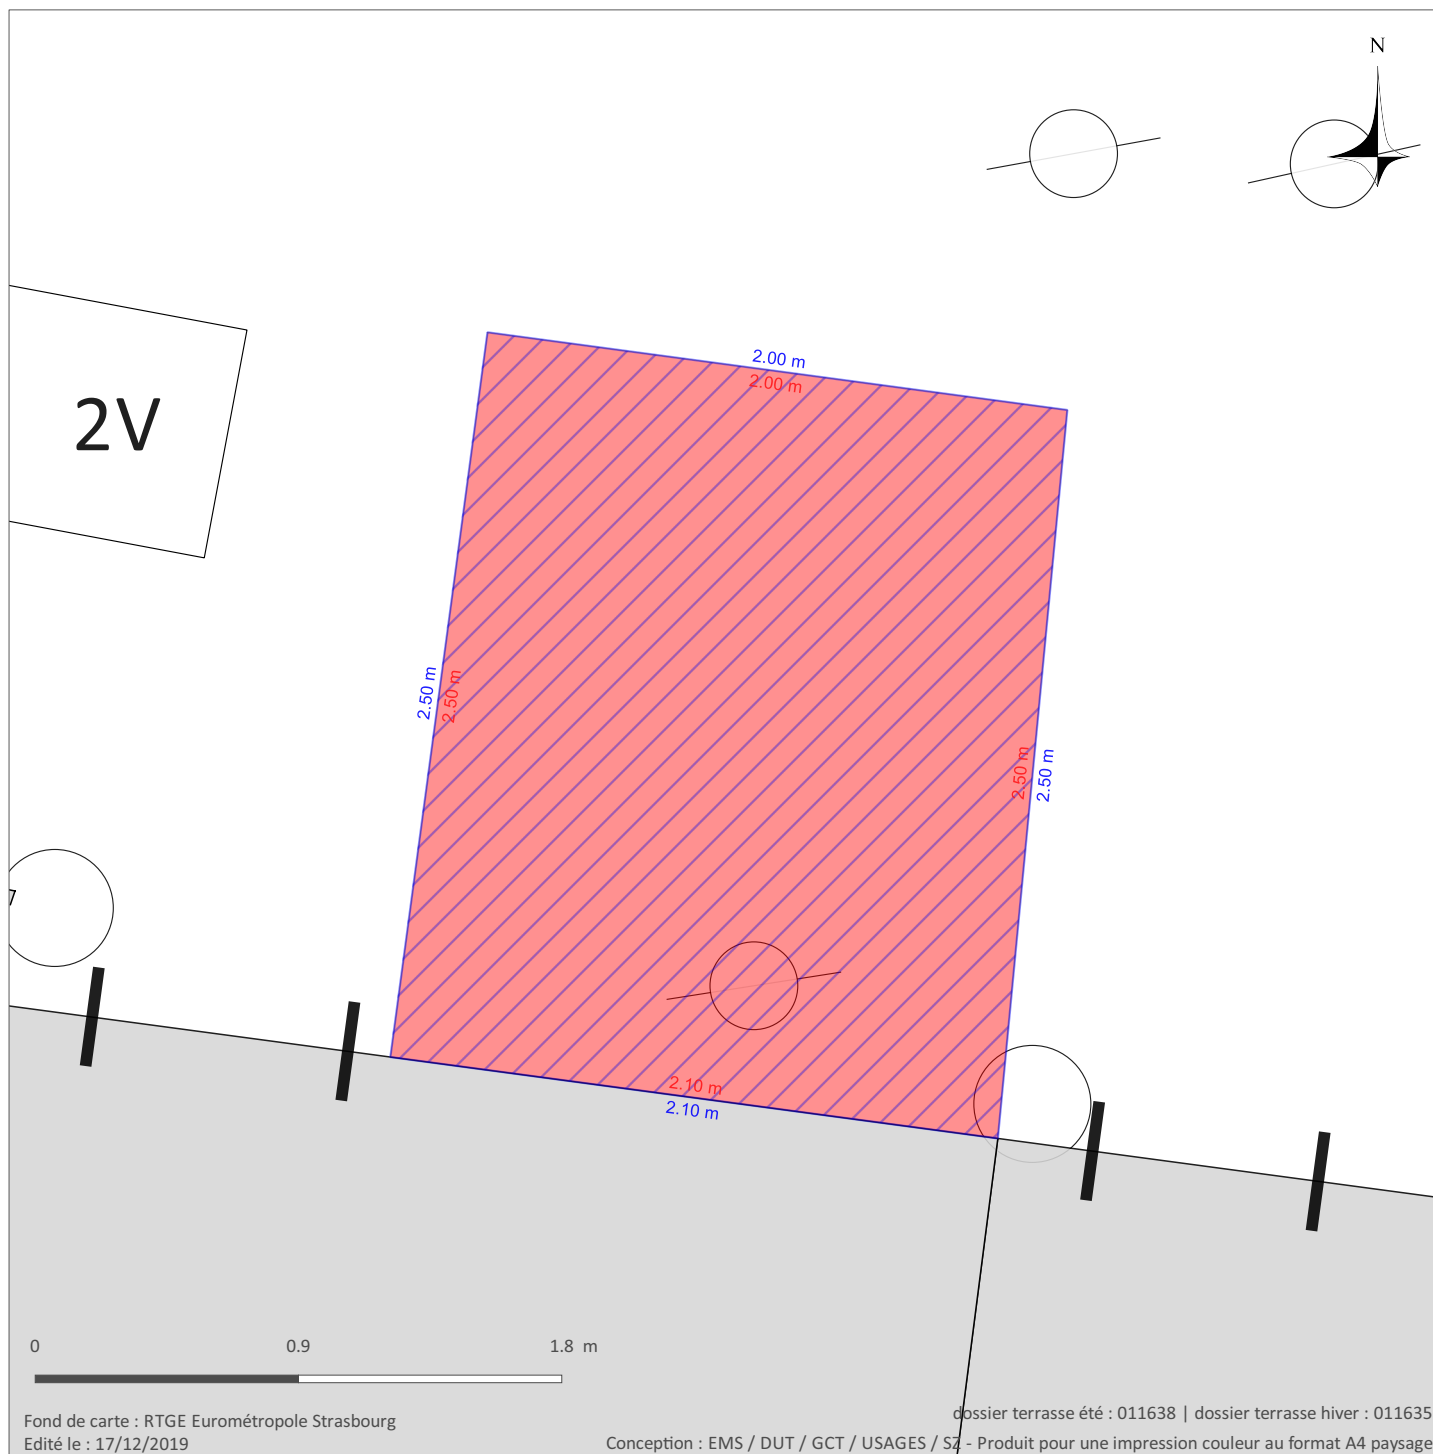 N
2.00 m
2.00 m
2V
2.50 m
2.50 m
2.50 m
2.50 m
2.10 m
2.10 m
0 0.9 1.8 m
Fond de carte : RTGE Eurométropole Strasbourg
Edité le : 17/12/2019
dossier terrasse été : 011638 | dossier terrasse hiver : 011635
Conception : EMS / DUT / GCT / USAGES / SZ - Produit pour une impression couleur au format A4 paysage